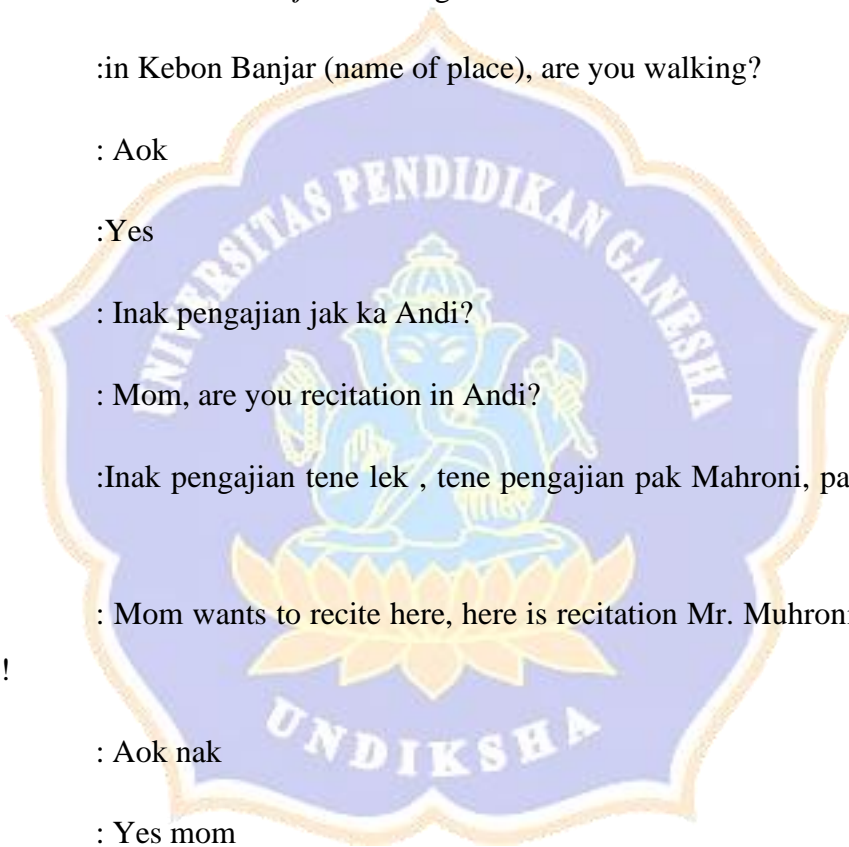 :in Kebon Banjar (name of place), are you walking?
: Aok
:Yes
: Inak pengajian jak ka Andi?
: Mom, are you recitation in Andi?
:Inak pengajian tene lek , tene pengajian pak Mahroni, pa
: Mom wants to recite here, here is recitation Mr. Muhroni
!
: Aok nak
: Yes mom
UNIVERSITAS PENDIDIKAN GANESHA
UNDIKSHA